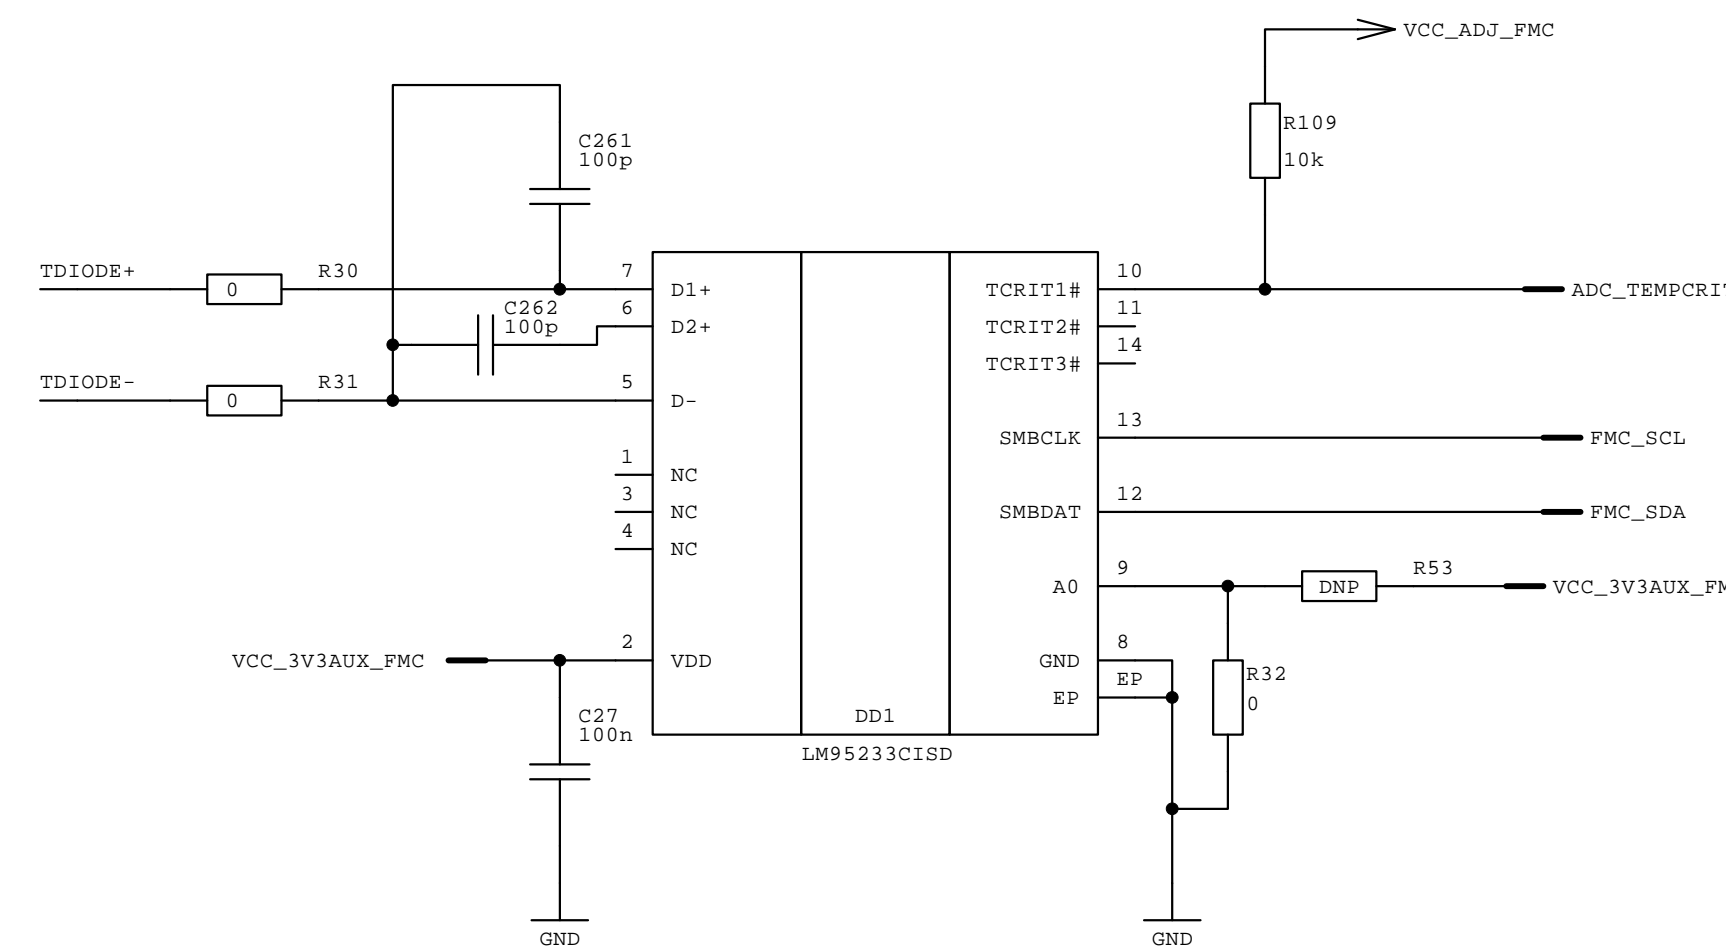 VCC_ADJ_FMC
R109
10k
C261
100p
TDIODE+
0
R30
7
D1+
C262
100p
6
D2+
TDIODE-
0
R31
5
D-
1
NC
3
NC
4
NC
VCC_3V3AUX_FMC
2
VDD
C27
100n
GND
DD1
LM95233CISD
TCRIT1#
10
ADC_TEMPCRIT
TCRIT2#
11
TCRIT3#
14
SMBCLK
13
FMC_SCL
SMBDAT
12
FMC_SDA
A0
9
DNP
R53
VCC_3V3AUX_FM
GND
8
EP
EP
R32
0
GND